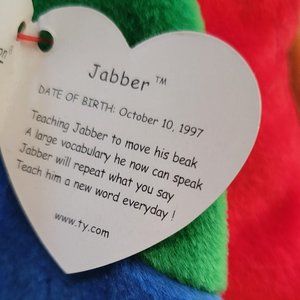 Jabber ™
DATE OF BIRTH: October 10, 1997
Teaching Jabber to move his beak
A large vocabulary he now can speak
Jabber will repeat what you say
Teach him a new word everyday !
www.ty.com